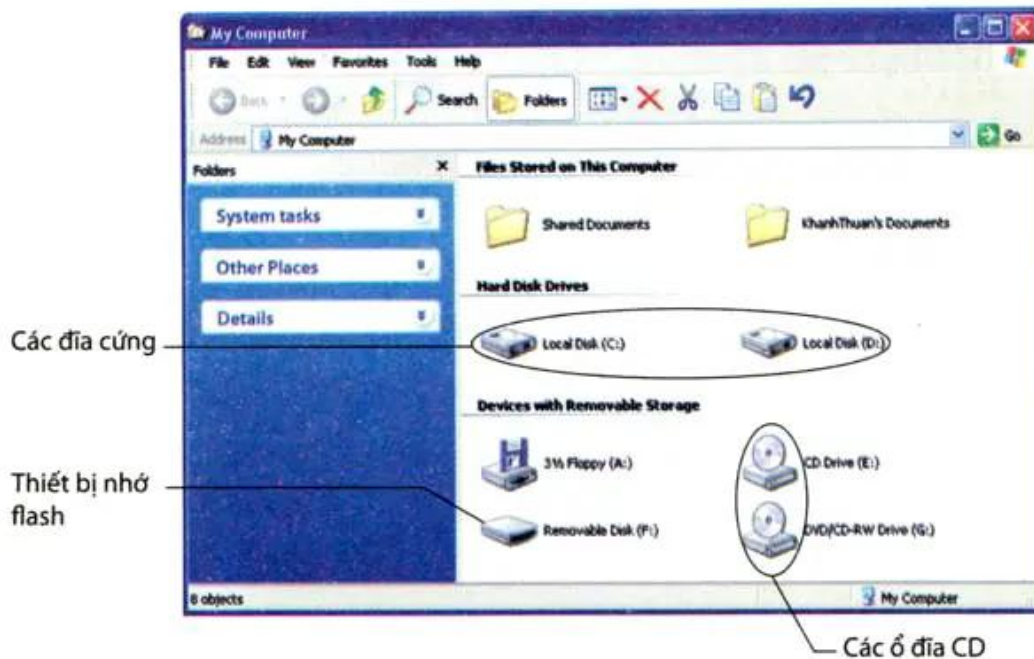 My Computer
File Edit View Favorites Tools Help
Back Search Folders
Address My Computer Go
Folders
System tasks
Other Places
Details
Files Stored on This Computer
Shared Documents KhanhThuan's Documents
Hard Disk Drives
Local Disk (C:) Local Disk (D:)
Devices with Removable Storage
3½ Floppy (A:) CD Drive (E:)
Removable Disk (F:) DVD/CD-RW Drive (G:)
8 objects My Computer
Các đĩa cứng
Thiết bị nhớ
flash
Các ổ đĩa CD